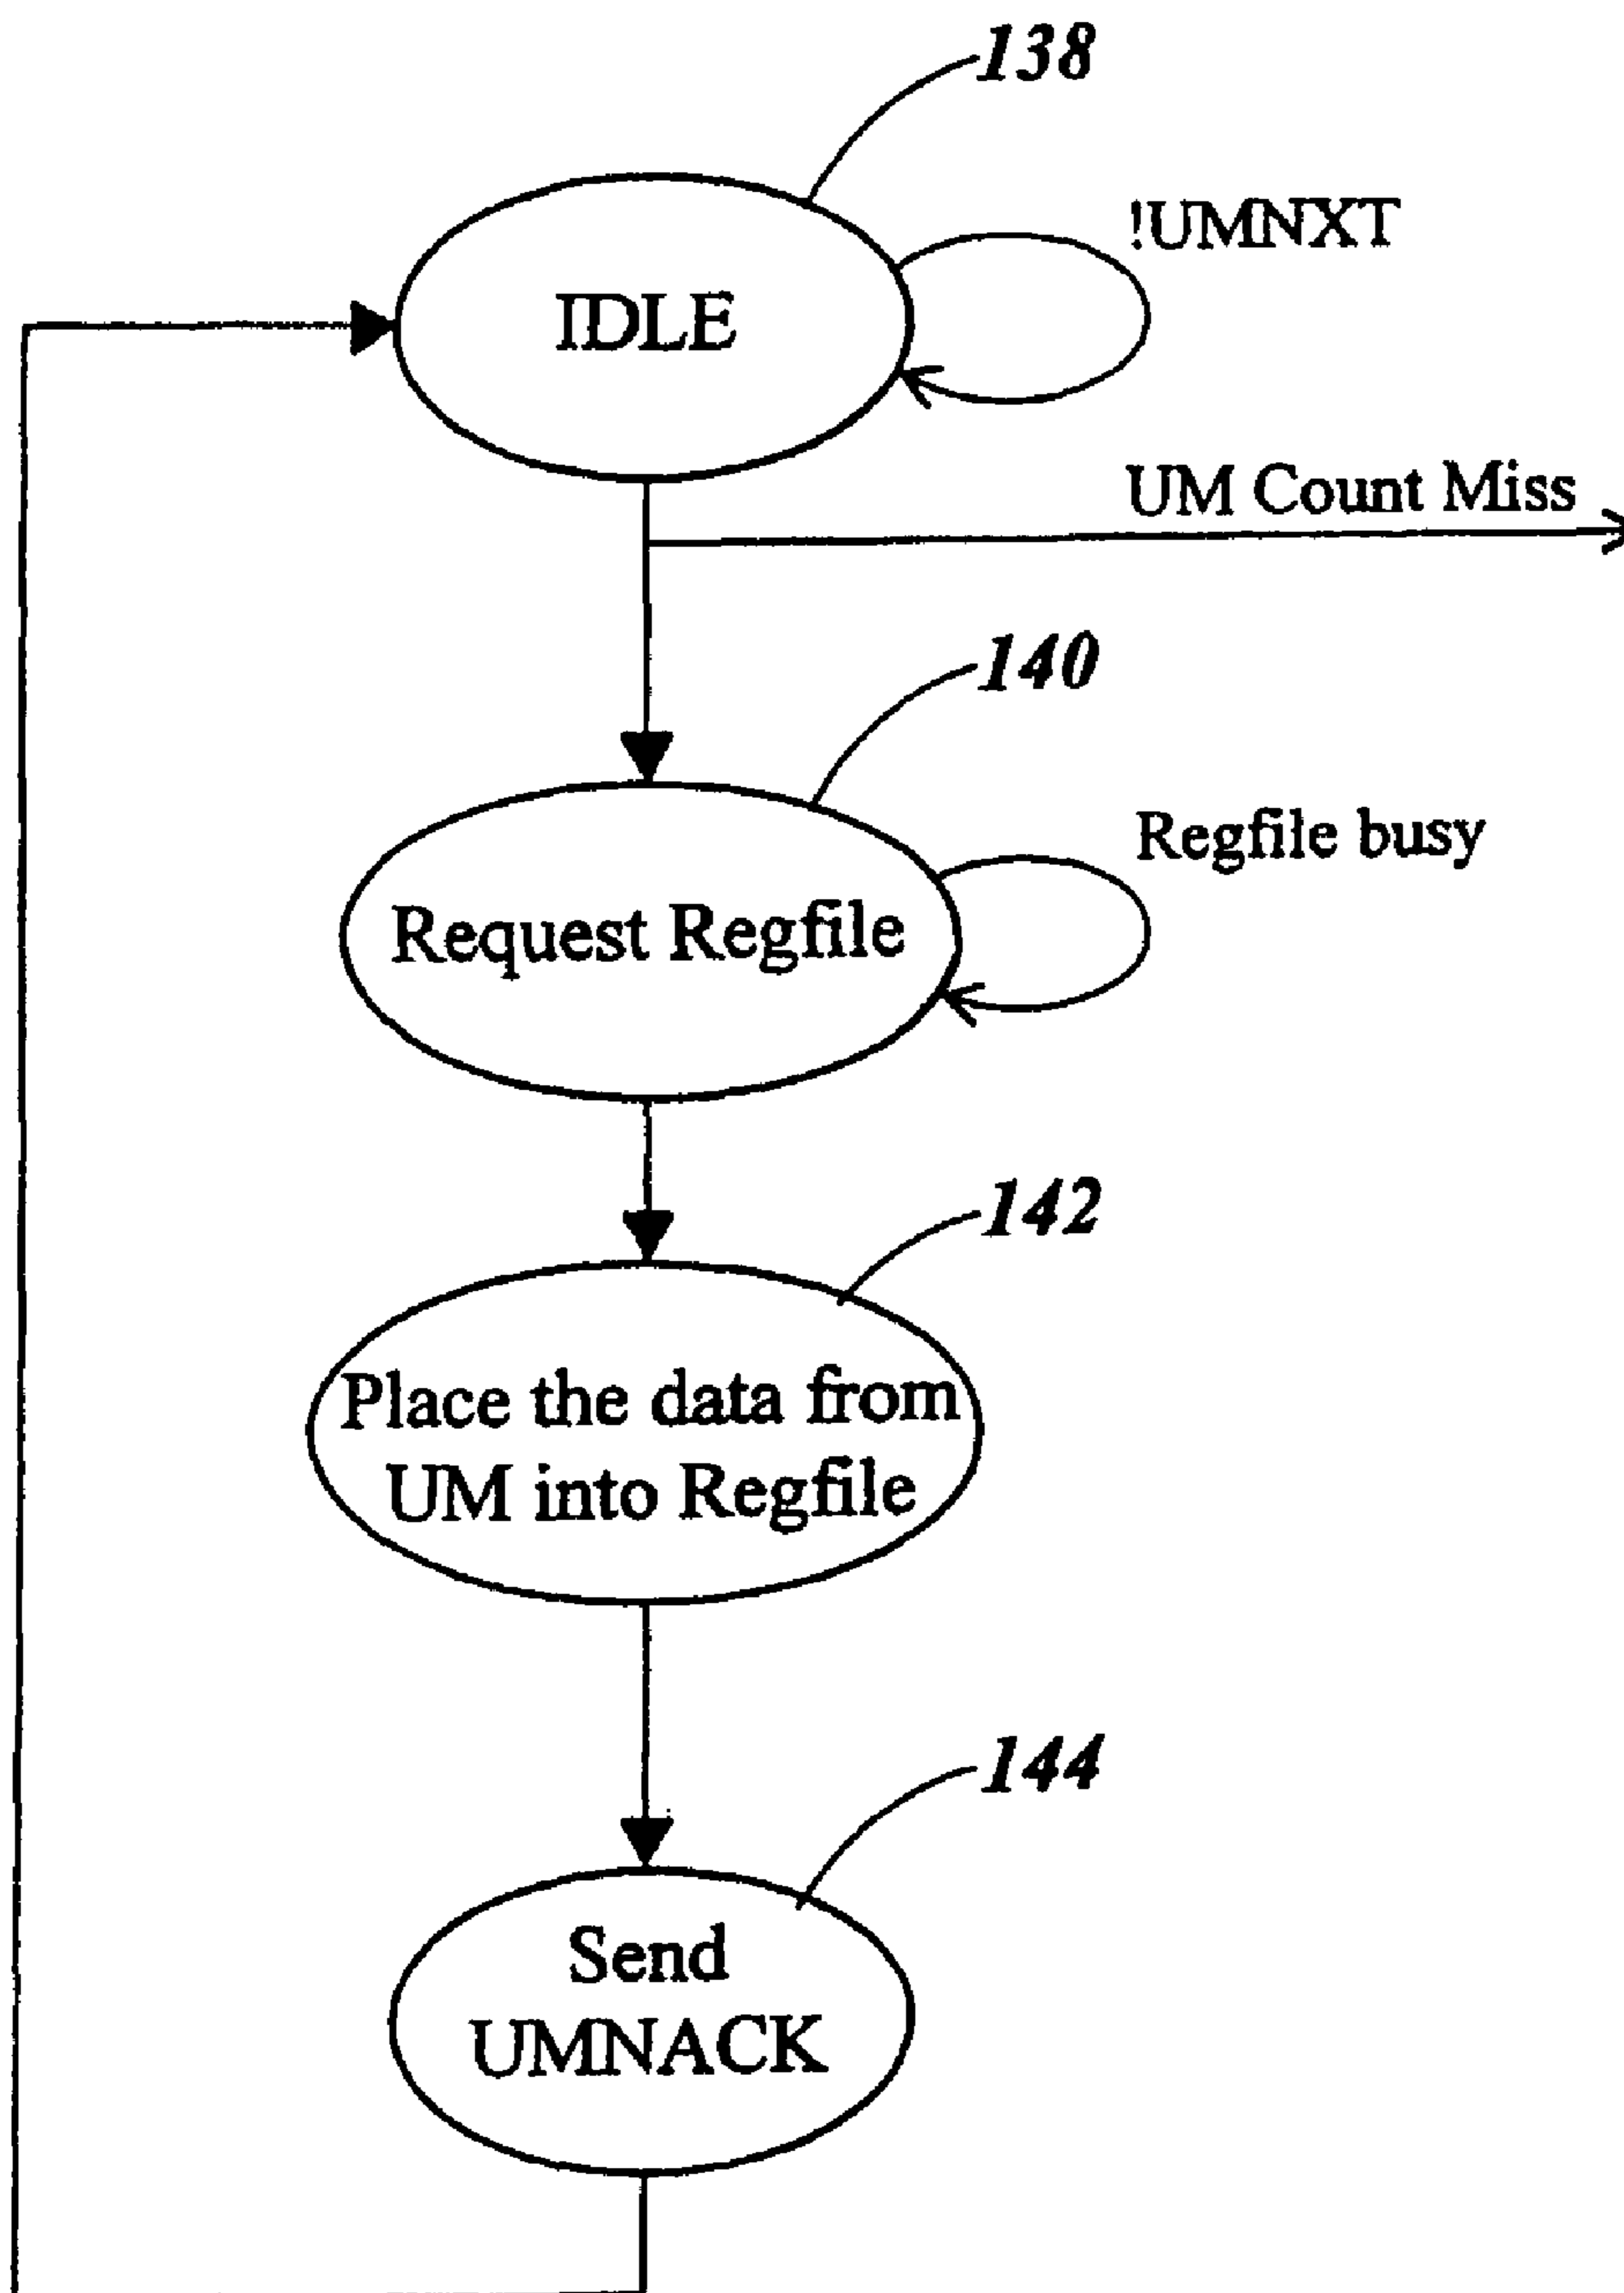 138
!UMNXT
IDLE
UM Count Miss
140
Regfile busy
Request Regfile
142
Place the data from
UM into Regfile
144
Send
UMNACK